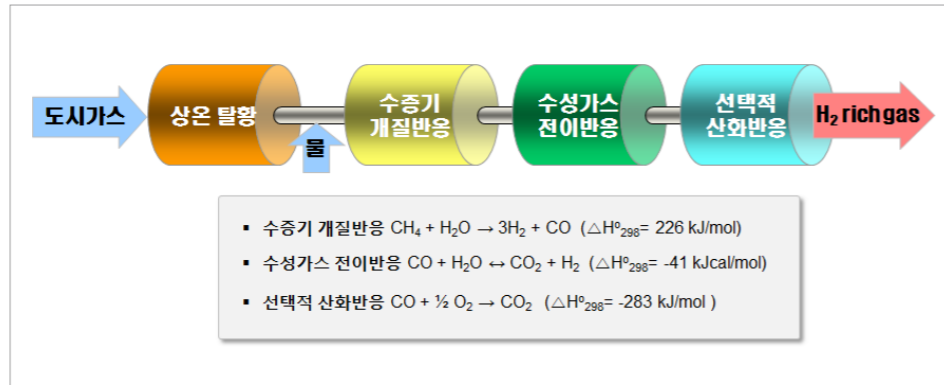 도시가스
상온 탈황
물
수증기
개질반응
수성가스
전이반응
선택적
산화반응
H₂ rich gas
▪ 수증기 개질반응 CH₄ + H₂O → 3H₂ + CO (△H⁰₂₉₈= 226 kJ/mol)
▪ 수성가스 전이반응 CO + H₂O ↔ CO₂ + H₂ (△H⁰₂₉₈= -41 kJcal/mol)
▪ 선택적 산화반응 CO + ½ O₂ → CO₂ (△H⁰₂₉₈= -283 kJ/mol )